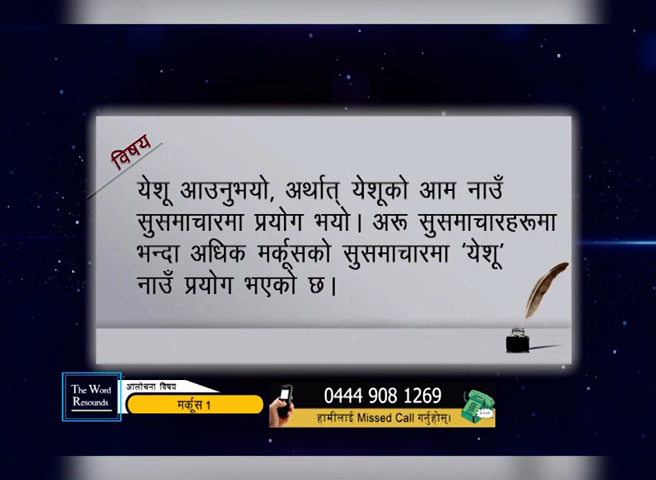 विषय
येशू आउनुभयो, अर्थात् येशूको आम नाउँ
सुसमाचारमा प्रयोग भयो। अरू सुसमाचारहरूमा
भन्दा अधिक मर्कूसको सुसमाचारमा 'येशू'
नाउँ प्रयोग भएको छ।
The Word
Resounds
आलोचना विषय
मर्कूस 1
0444 908 1269
हामीलाई Missed Call गर्नुहोस्।